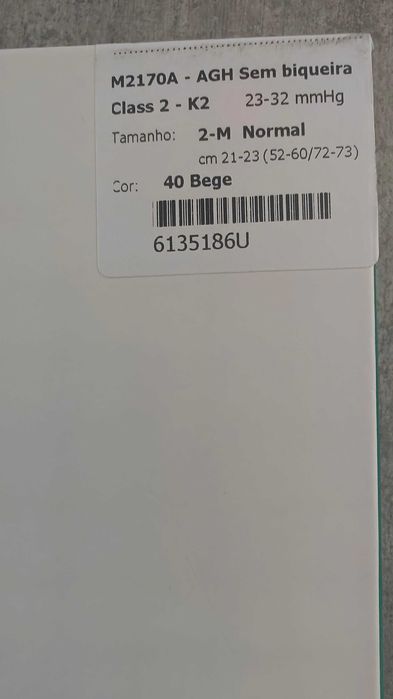 M2170A - AGH Sem biqueira
Class 2 - K2 23-32 mmHg
Tamanho: 2-M Normal
cm 21-23 (52-60/72-73)
Cor: 40 Bege
6135186U